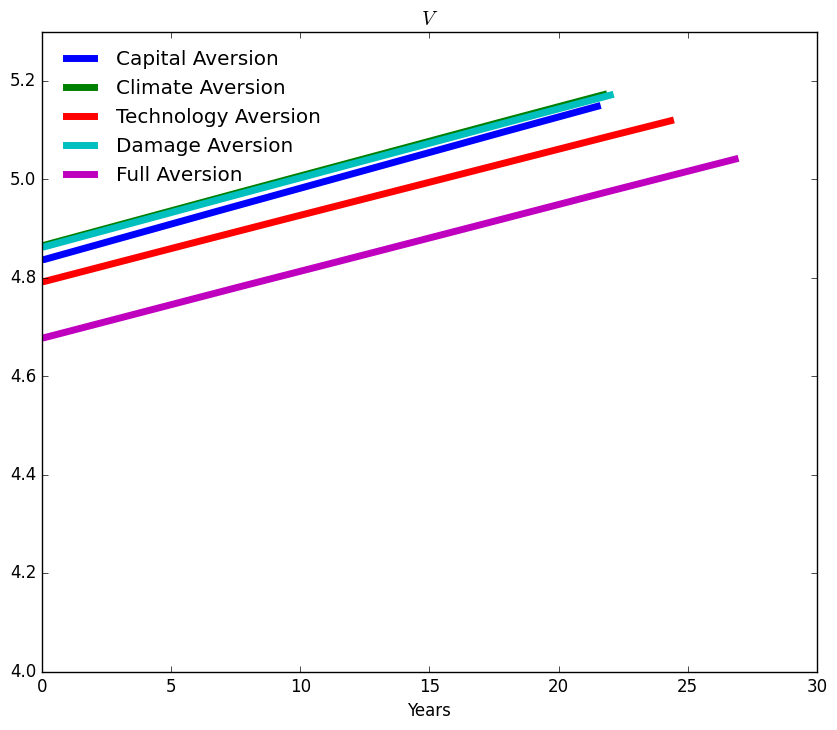 V
5.2
5.0
4.8
4.6
4.4
4.2
4.0
Capital Aversion
Climate Aversion
Technology Aversion
Damage Aversion
Full Aversion
0 5 10 15 20 25 30
Years